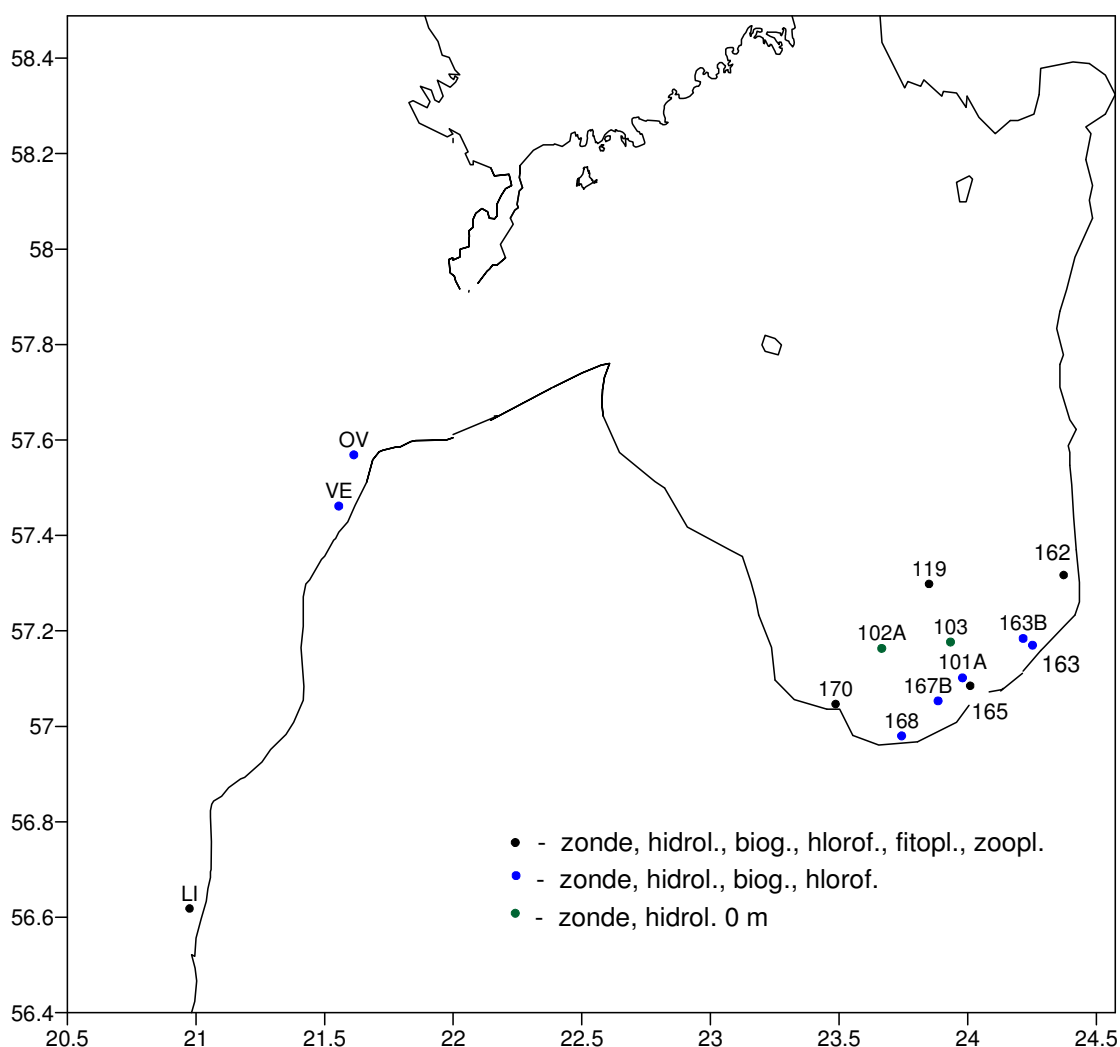 58.4
58.2
58
57.8
57.6
57.4
57.2
57
56.8
56.6
56.4
20.5 21 21.5 22 22.5 23 23.5 24 24.5
OV
VE
LI
162
119
102A 103 163B
163
101A
170 167B
165
168
- zonde, hidrol., biog., hlorof., fitopl., zoopl.
- zonde, hidrol., biog., hlorof.
- zonde, hidrol. 0 m